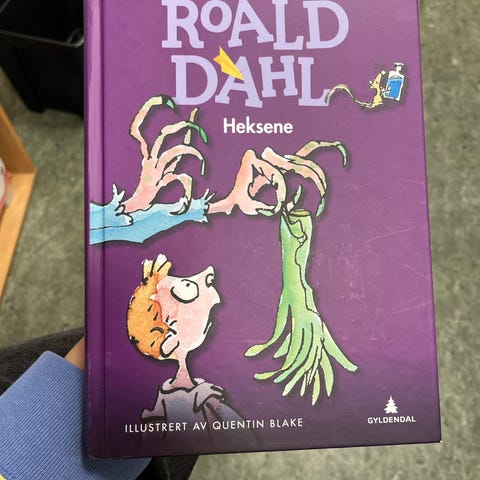 ROALD
DAHL
Heksene
ILLUSTRERT AV QUENTIN BLAKE
GYLDENDAL